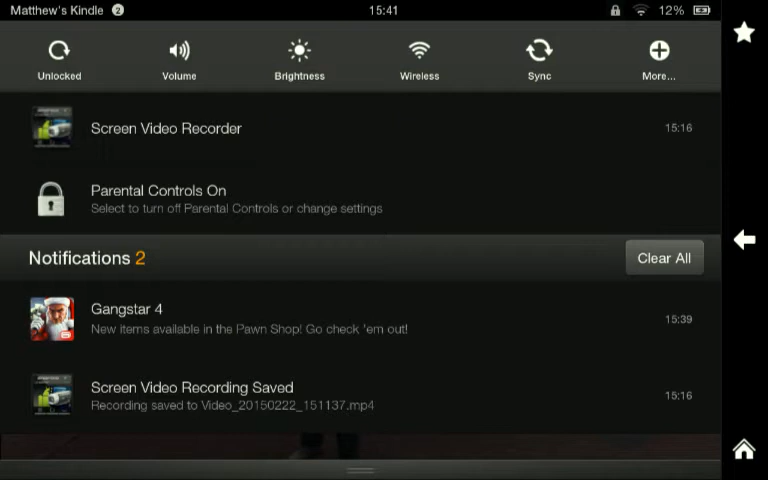 Matthew's Kindle 2 15:41 12%
Unlocked Volume Brightness Wireless Sync More...
Screen Video Recorder 15:16
Parental Controls On
Select to turn off Parental Controls or change settings
Notifications 2 Clear All
Gangstar 4
New items available in the Pawn Shop! Go check 'em out! 15:39
Screen Video Recording Saved
Recording saved to Video_20150222_151137.mp4 15:16